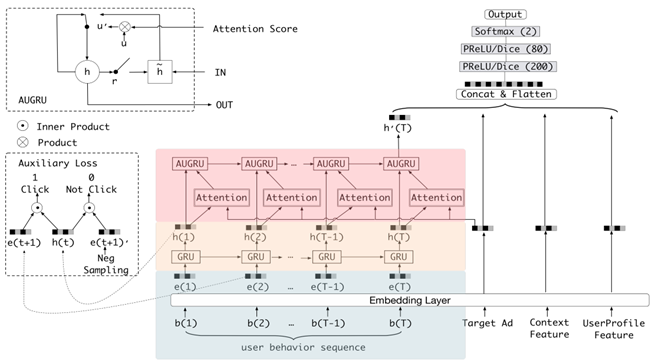 Output
Softmax (2)
PReLU/Dice (80)
PReLU/Dice (200)
Concat & Flatten
u'
Attention Score
u
h
r
h̃
IN
AUGRU
OUT
h'(T)
Inner Product
Product
Auxiliary Loss
1 0
Click Not Click
e(t+1) h(t) e(t+1)'
Neg
Sampling
AUGRU AUGRU … AUGRU AUGRU
Attention Attention Attention Attention
h(1) h(2) h(T-1) h(T)
GRU GRU … GRU GRU
e(1) e(2) … e(T-1) e(T)
Embedding Layer
b(1) b(2) … b(T-1) b(T)
Target Ad Context Feature UserProfile Feature
user behavior sequence